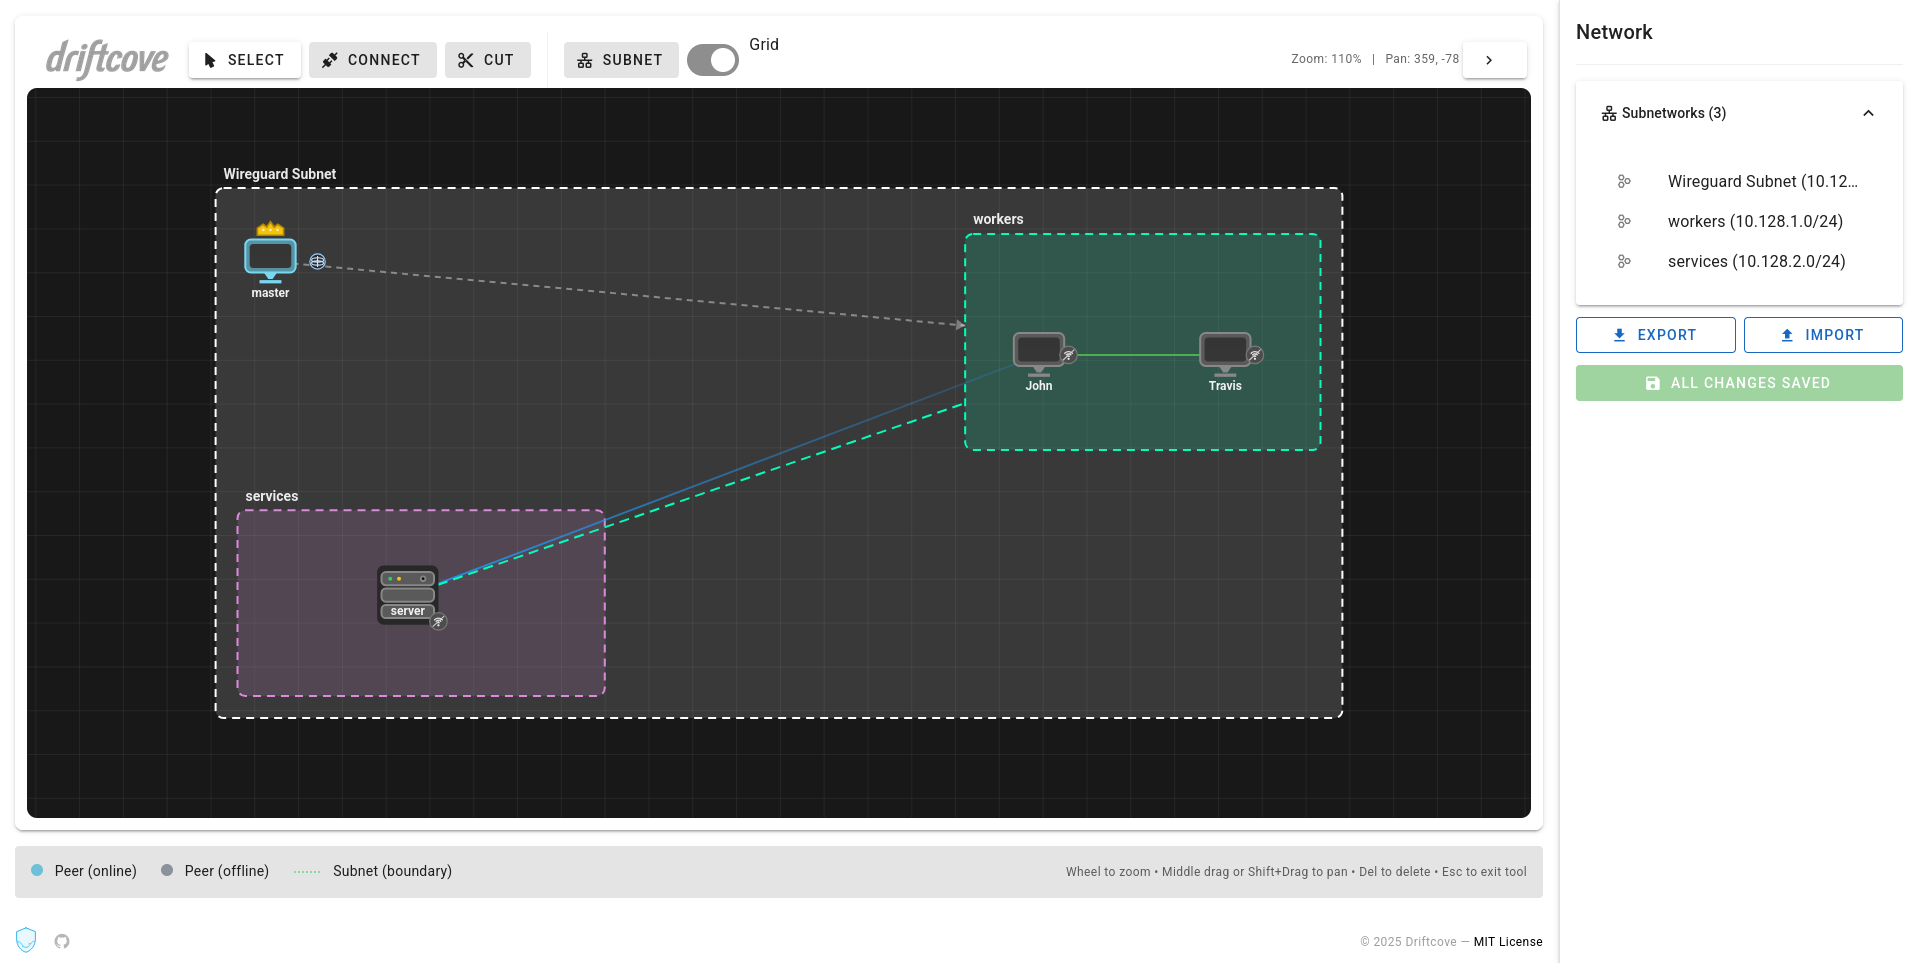 driftcove
SELECT
CONNECT
CUT
SUBNET
Grid
Zoom: 110% | Pan: 359, -78
Wireguard Subnet
master
workers
John
Travis
services
server
Peer (online)
Peer (offline)
Subnet (boundary)
Wheel to zoom • Middle drag or Shift+Drag to pan • Del to delete • Esc to exit tool
© 2025 Driftcove — MIT License
Network
Subnetworks (3)
Wireguard Subnet (10.12…
workers (10.128.1.0/24)
services (10.128.2.0/24)
EXPORT
IMPORT
ALL CHANGES SAVED